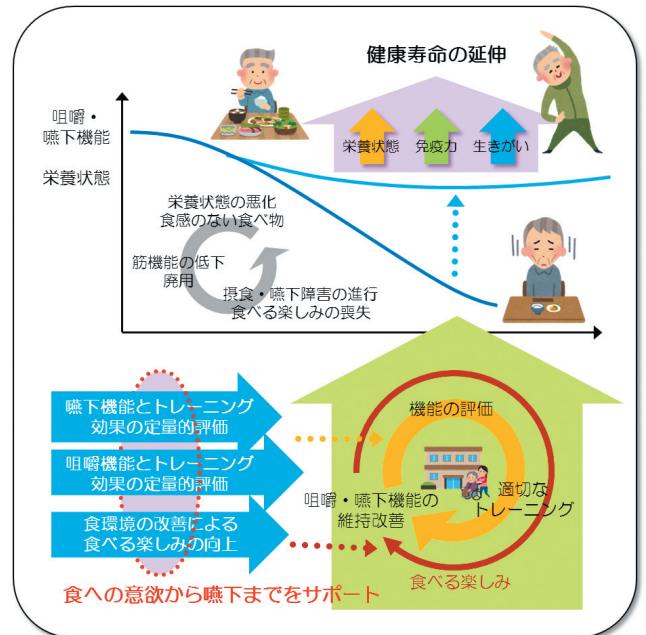 健康寿命の延伸
咀嚼・
嚥下機能
栄養状態
栄養状態
免疫力
生きがい
栄養状態の悪化
食感のない食べ物
筋機能の低下
廃用
摂食・嚥下障害の進行
食べる楽しみの喪失
嚥下機能とトレーニング
効果の定量的評価
咀嚼機能とトレーニング
効果の定量的評価
食環境の改善による
食べる楽しみの向上
機能の評価
適切な
トレーニング
咀嚼・嚥下機能の
維持改善
食べる楽しみ
食への意欲から嚥下までをサポート